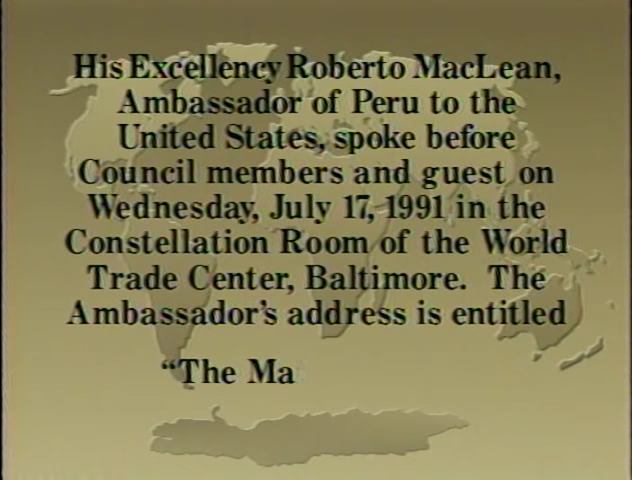 His Excellency Roberto MacLean,
Ambassador of Peru to the
United States, spoke before
Council members and guest on
Wednesday, July 17, 1991 in the
Constellation Room of the World
Trade Center, Baltimore. The
Ambassador's address is entitled
“The Ma